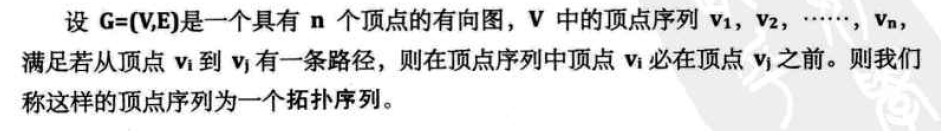 设 G=(V,E)是一个具有 n 个顶点的有向图，V 中的顶点序列 v₁，v₂，……，vₙ，
满足若从顶点 vᵢ 到 vⱼ 有一条路径，则在顶点序列中顶点 vᵢ 必在顶点 vⱼ 之前。则我们
称这样的顶点序列为一个拓扑序列。